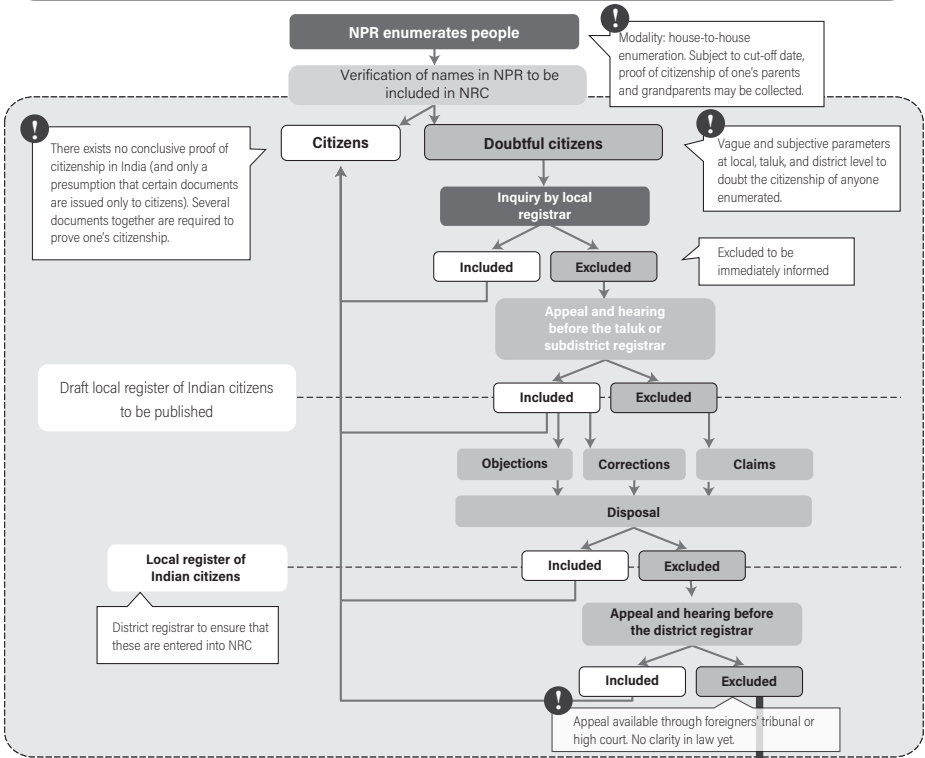 NPR enumerates people
!
Modality: house-to-house
enumeration. Subject to cut-off date,
proof of citizenship of one's parents
and grandparents may be collected.
Verification of names in NPR to be
included in NRC
!
There exists no conclusive proof of
citizenship in India (and only a
presumption that certain documents
are issued only to citizens). Several
documents together are required to
prove one's citizenship.
Citizens
Doubtful citizens
!
Vague and subjective parameters
at local, taluk, and district level to
doubt the citizenship of anyone
enumerated.
Inquiry by local
registrar
Included
Excluded
Excluded to be
immediately informed
Appeal and hearing
before the taluk or
subdistrict registrar
Draft local register of Indian citizens
to be published
Included
Excluded
Objections
Corrections
Claims
Disposal
Local register of
Indian citizens
Included
Excluded
District registrar to ensure that
these are entered into NRC
Appeal and hearing before
the district registrar
Included
Excluded
!
Appeal available through foreigners' tribunal or
high court. No clarity in law yet.